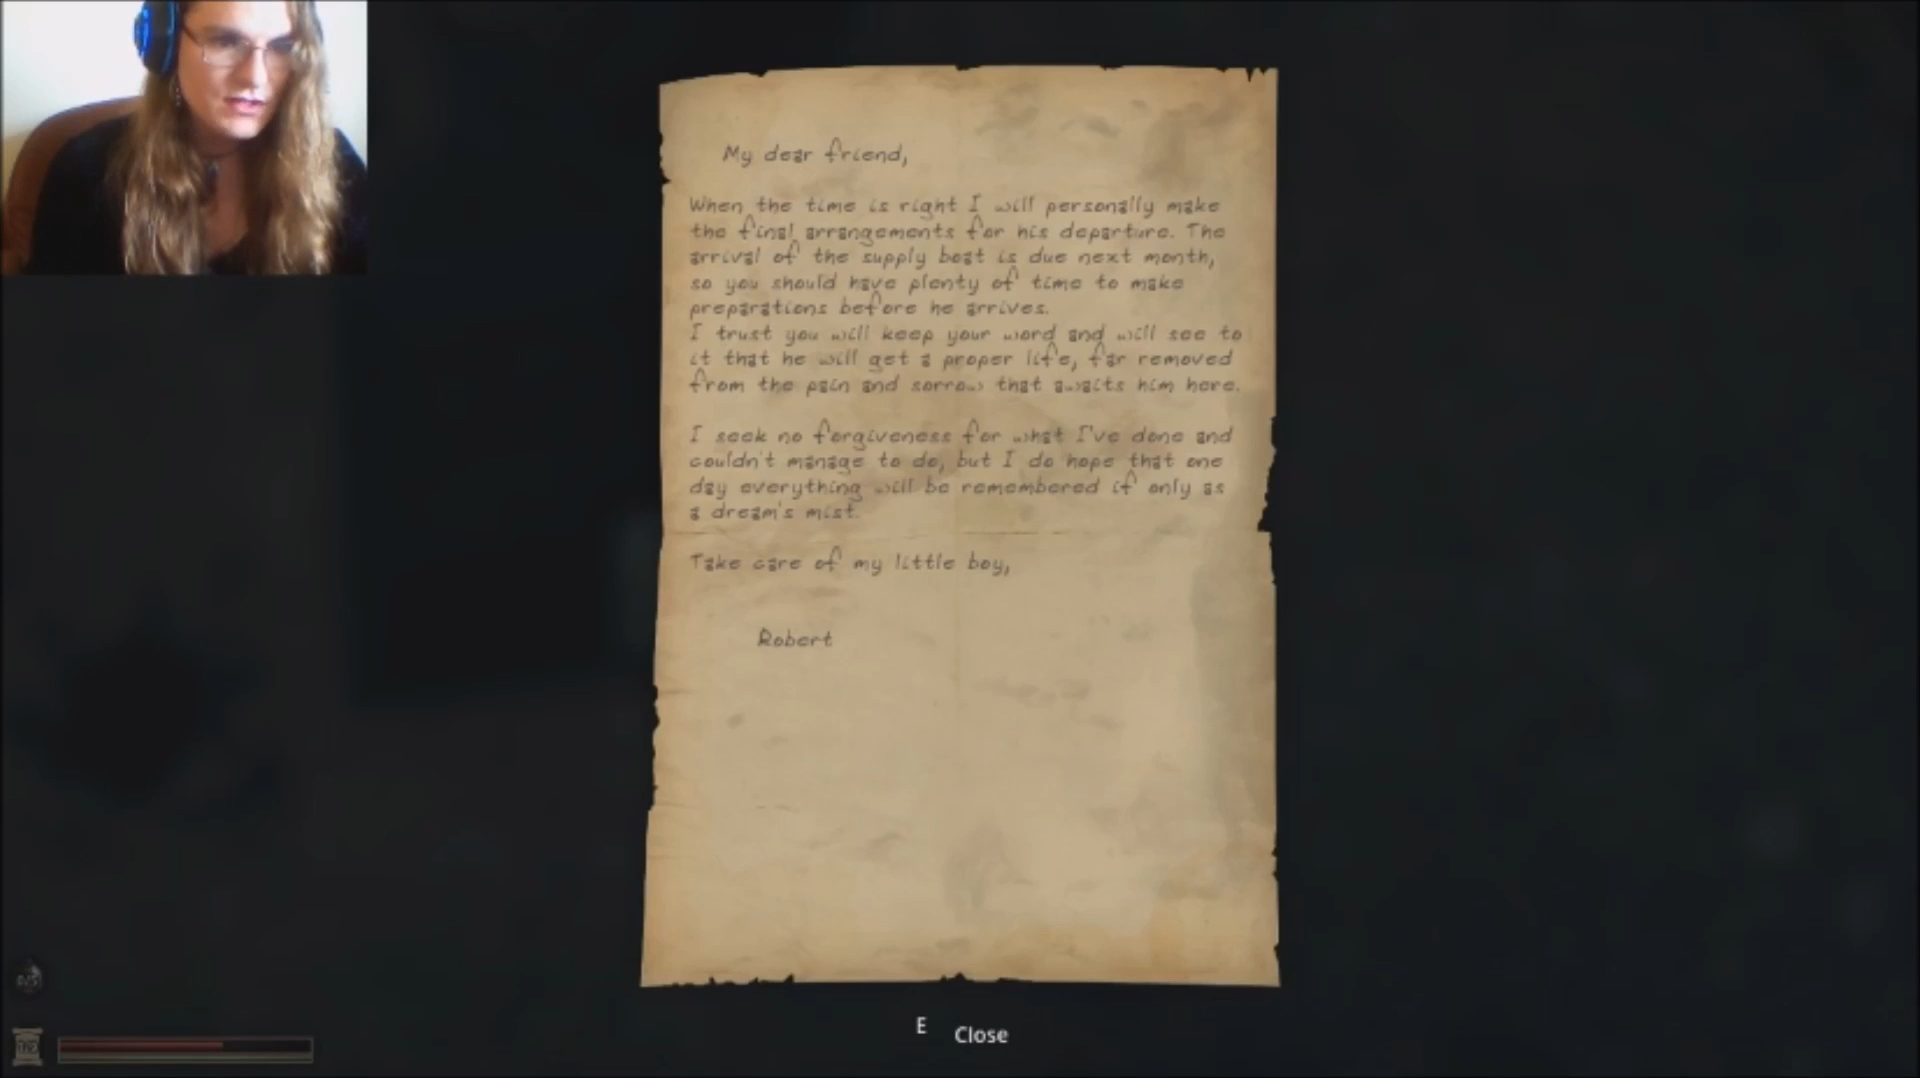 My dear friend,
When the time is right I will personally make
the final arrangements for his departure. The
arrival of the supply boat is due next month,
so you should have plenty of time to make
preparations before he arrives.
I trust you will keep your word and will see to
it that he will get a proper life, far removed
from the pain and sorrow that awaits him here.
I seek no forgiveness for what I've done and
couldn't manage to do, but I do hope that one
day everything will be remembered if only as
a dream's mist.
Take care of my little boy,
Robert
E Close